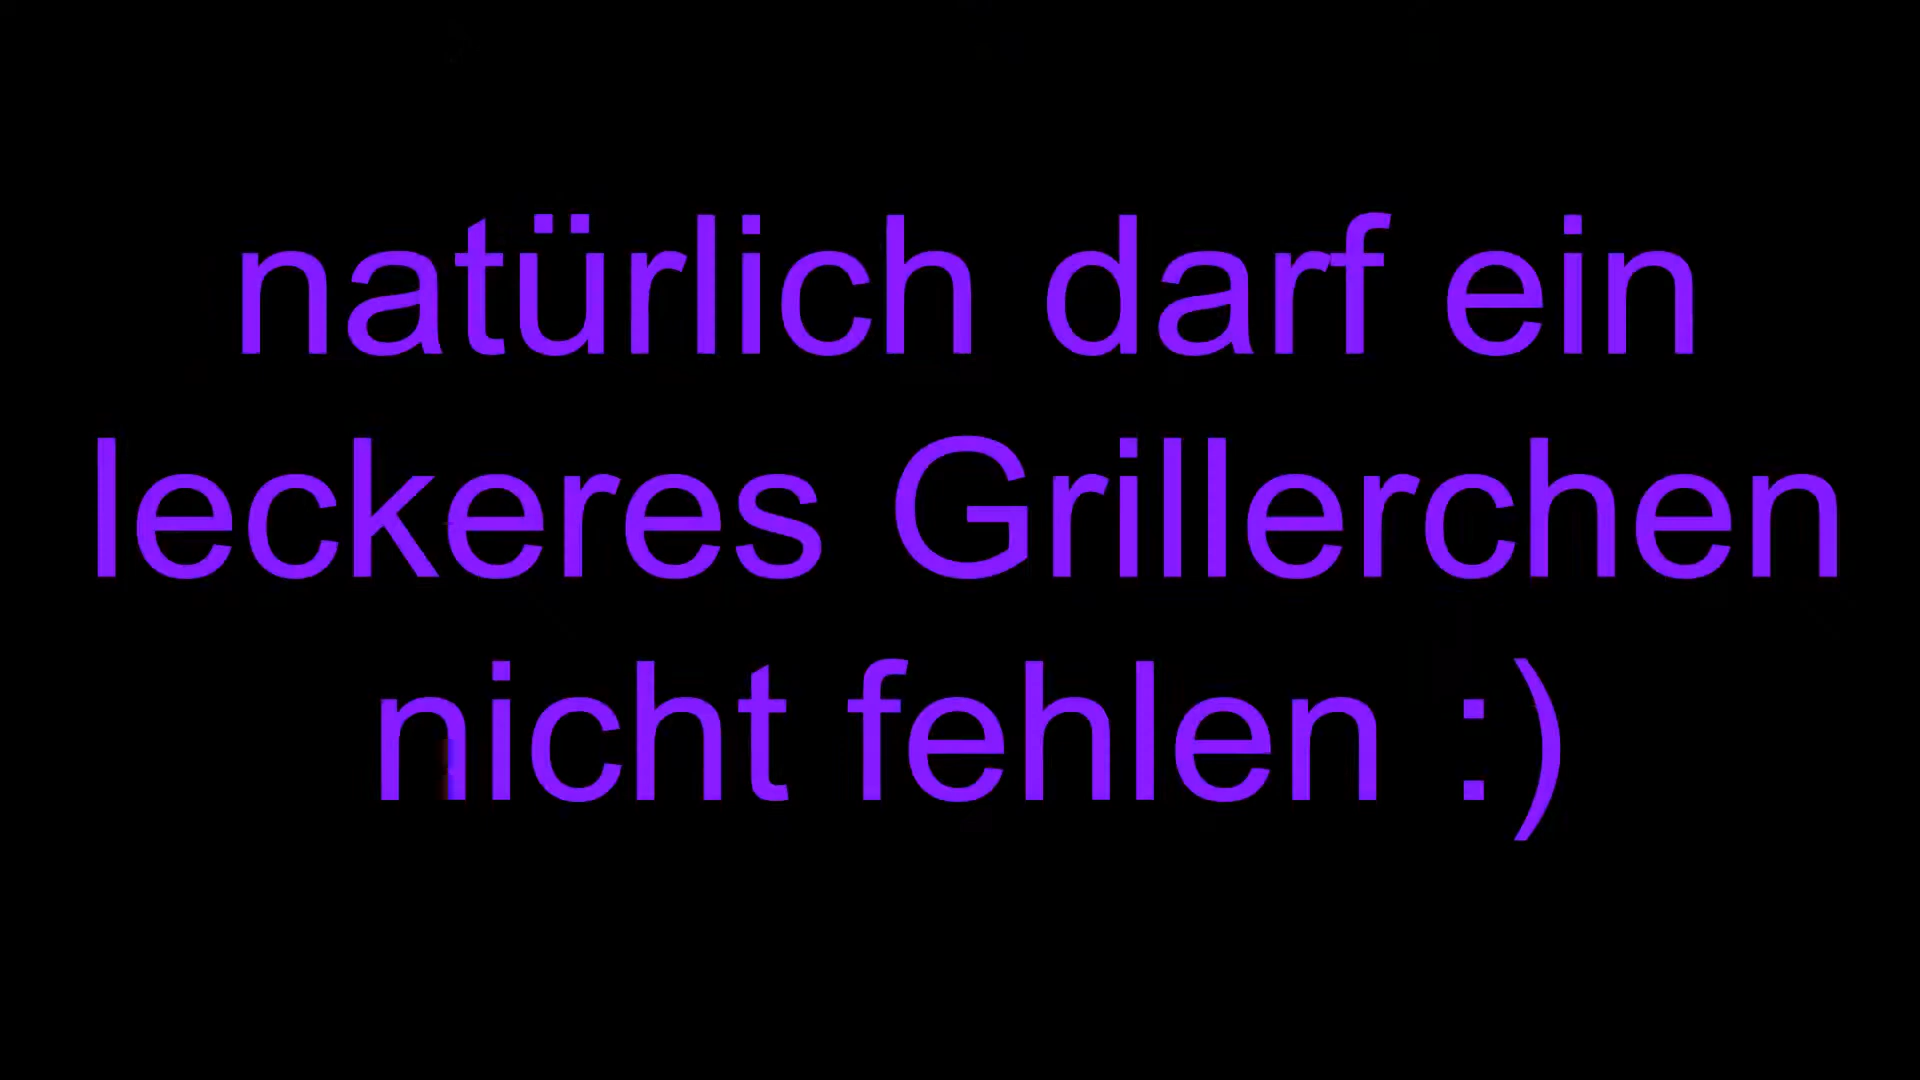 natürlich darf ein
leckeres Grillerchen
nicht fehlen :)